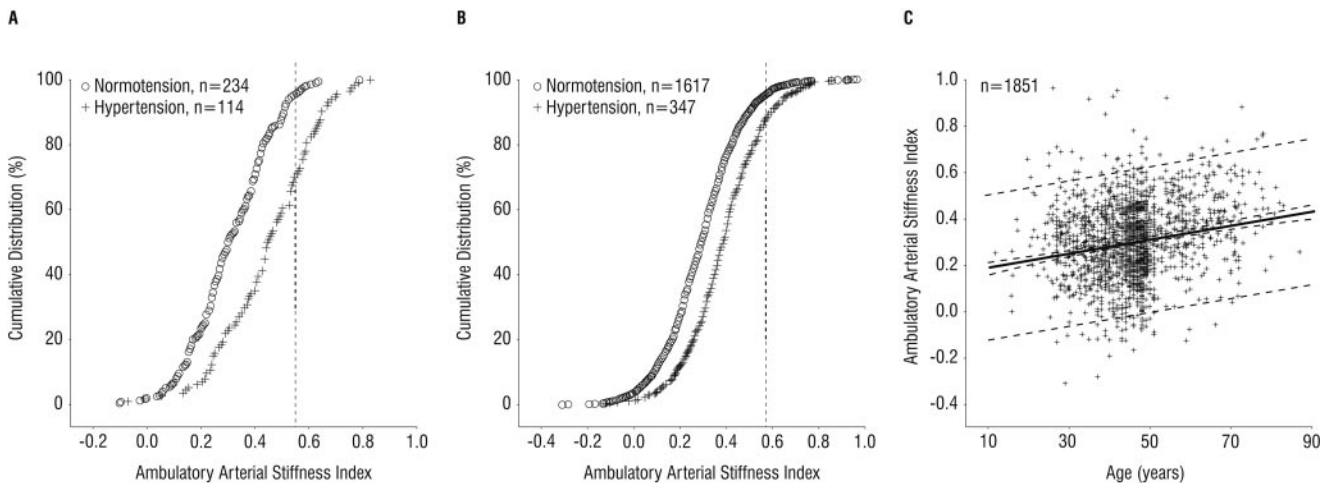 A
Cumulative Distribution (%)
100
80
60
40
20
0
Normotension, n=234
Hypertension, n=114
-0.2 0.0 0.2 0.4 0.6 0.8 1.0
Ambulatory Arterial Stiffness Index
B
Cumulative Distribution (%)
100
80
60
40
20
0
Normotension, n=1617
Hypertension, n=347
-0.4 -0.2 0.0 0.2 0.4 0.6 0.8 1.0
Ambulatory Arterial Stiffness Index
C
Ambulatory Arterial Stiffness Index
1.0
0.8
0.6
0.4
0.2
0.0
-0.2
-0.4
n=1851
10 30 50 70 90
Age (years)